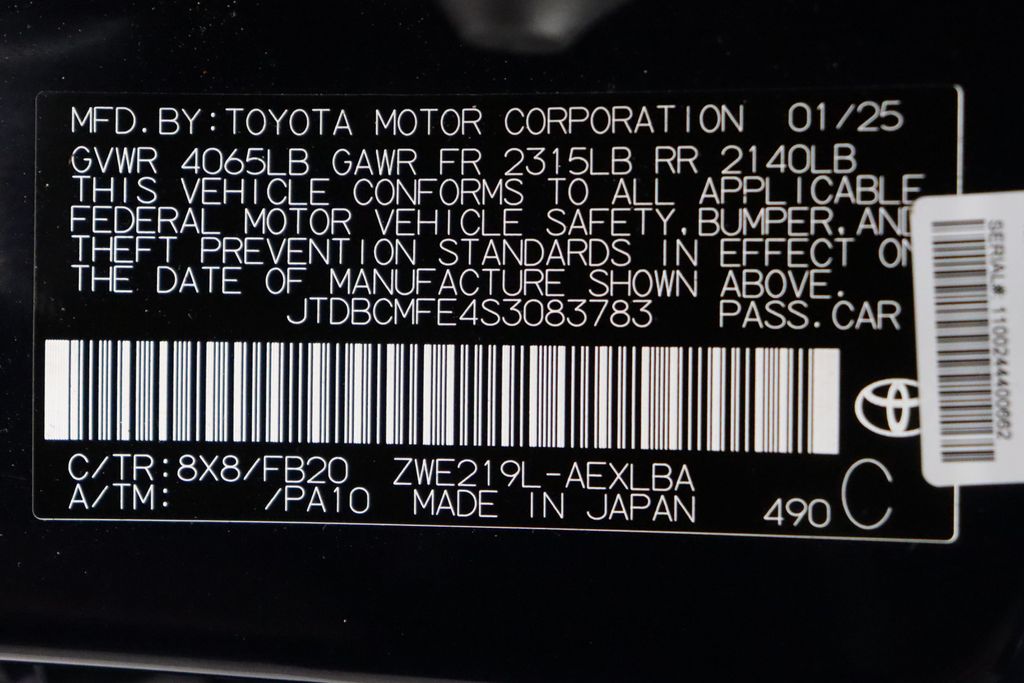 MFD.BY:TOYOTA MOTOR CORPORATION 01/25
GVWR 4065LB GAWR FR 2315LB RR 2140LB
THIS VEHICLE CONFORMS TO ALL APPLICABLE
FEDERAL MOTOR VEHICLE SAFETY,BUMPER,AND
THEFT PREVENTION STANDARDS IN EFFECT ON
THE DATE OF MANUFACTURE SHOWN ABOVE.
JTDBCMFE4S3083783 PASS.CAR
C/TR:8X8/FB20 ZWE219L-AEXLBA
A/TM: /PA10 MADE IN JAPAN 490 C
SERIAL#: 1100244400662